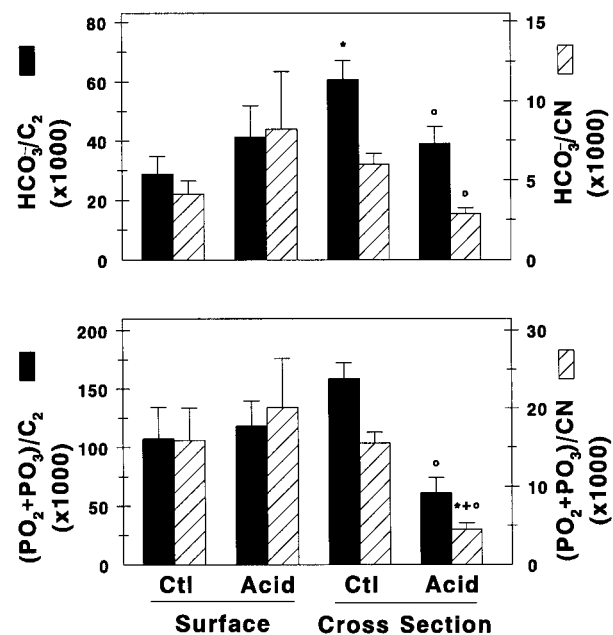 HCO₃⁻/C₂
(x1000)
80
60
40
20
0
*
o
o
15
10
5
0
HCO₃⁻/CN
(x1000)
(PO₂+PO₃)/C₂
(x1000)
200
150
100
50
0
o
*+o
30
20
10
0
(PO₂+PO₃)/CN
(x1000)
Ctl Acid Ctl Acid
Surface Cross Section